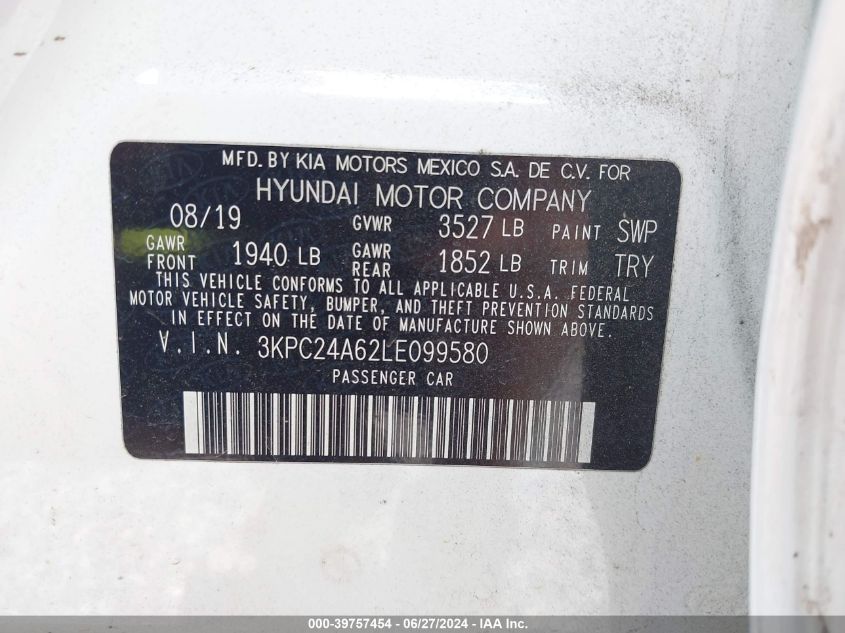 MFD. BY KIA MOTORS MEXICO S.A. DE C.V. FOR
HYUNDAI MOTOR COMPANY
08/19 GVWR 3527 LB PAINT SWP
GAWR FRONT 1940 LB GAWR REAR 1852 LB TRIM TRY
THIS VEHICLE CONFORMS TO ALL APPLICABLE U.S.A. FEDERAL
MOTOR VEHICLE SAFETY, BUMPER, AND THEFT PREVENTION STANDARDS
IN EFFECT ON THE DATE OF MANUFACTURE SHOWN ABOVE.
V.I.N. 3KPC24A62LE099580
PASSENGER CAR
000-39757454 - 06/27/2024 - IAA Inc.